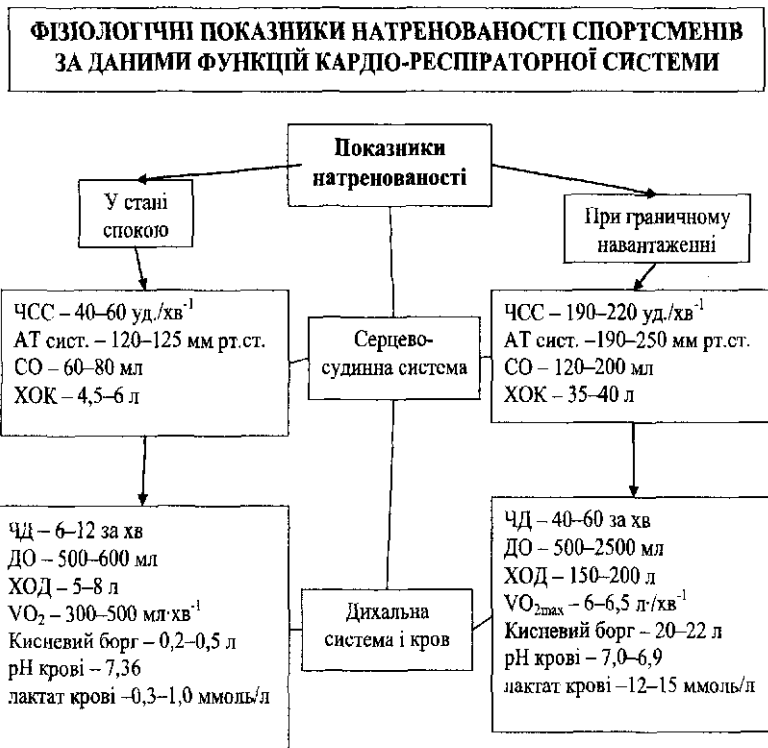 ФІЗІОЛОГІЧНІ ПОКАЗНИКИ НАТРЕНОВАНОСТІ СПОРТСМЕНІВ
ЗА ДАНИМИ ФУНКЦІЙ КАРДІО-РЕСПІРАТОРНОЇ СИСТЕМИ
Показники
натренованості
У стані
спокою
При граничному
навантаженні
ЧСС – 40–60 уд./хв⁻¹
АТ сист. – 120–125 мм рт.ст.
СО – 60–80 мл
ХОК – 4,5–6 л
Серцево-
судинна система
ЧСС – 190–220 уд./хв⁻¹
АТ сист. –190–250 мм рт.ст.
СО – 120–200 мл
ХОК – 35–40 л
ЧД – 6–12 за хв
ДО – 500–600 мл
ХОД – 5–8 л
VO₂ – 300–500 мл·хв⁻¹
Кисневий борг – 0,2–0,5 л
pH крові – 7,36
лактат крові –0,3–1,0 ммоль/л
Дихальна
система і кров
ЧД – 40–60 за хв
ДО – 500–2500 мл
ХОД – 150–200 л
VO₂max – 6–6,5 л·/хв⁻¹
Кисневий борг – 20–22 л
pH крові – 7,0–6,9
лактат крові –12–15 ммоль/л